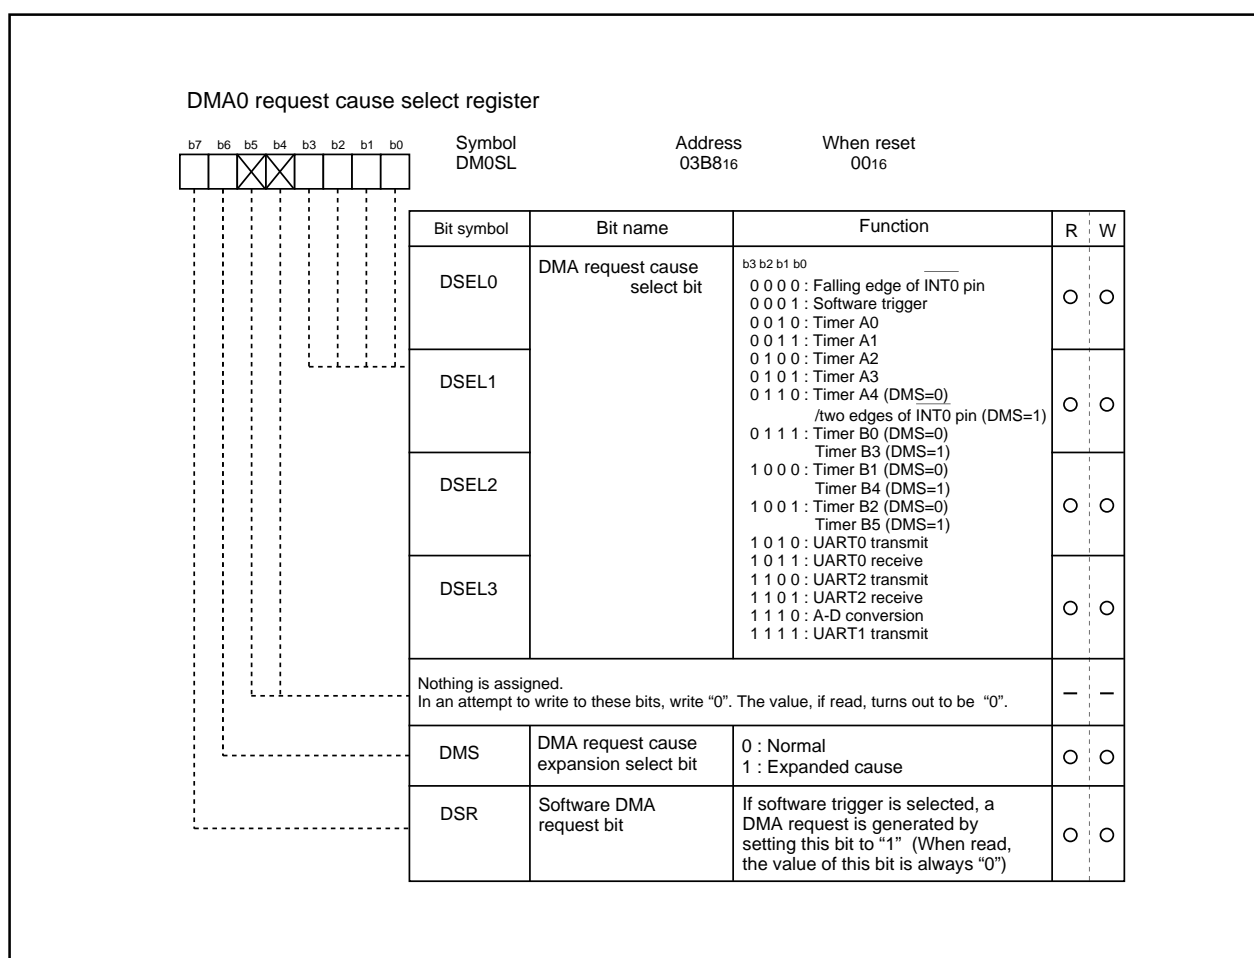 DMA0 request cause select register
b7 b6 b5 b4 b3 b2 b1 b0
Symbol Address When reset
DM0SL 03B816 0016
Bit symbol Bit name Function R W
DSEL0
DMA request cause
select bit
b3 b2 b1 b0
0 0 0 0 : Falling edge of INT0 pin
0 0 0 1 : Software trigger
0 0 1 0 : Timer A0
0 0 1 1 : Timer A1
0 1 0 0 : Timer A2
0 1 0 1 : Timer A3
0 1 1 0 : Timer A4 (DMS=0)
/two edges of INT0 pin (DMS=1)
0 1 1 1 : Timer B0 (DMS=0)
Timer B3 (DMS=1)
1 0 0 0 : Timer B1 (DMS=0)
Timer B4 (DMS=1)
1 0 0 1 : Timer B2 (DMS=0)
Timer B5 (DMS=1)
1 0 1 0 : UART0 transmit
1 0 1 1 : UART0 receive
1 1 0 0 : UART2 transmit
1 1 0 1 : UART2 receive
1 1 1 0 : A-D conversion
1 1 1 1 : UART1 transmit
DSEL1
DSEL2
DSEL3
Nothing is assigned.
In an attempt to write to these bits, write “0”. The value, if read, turns out to be “0”.
DMS
DMA request cause
expansion select bit
0 : Normal
1 : Expanded cause
DSR
Software DMA
request bit
If software trigger is selected, a
DMA request is generated by
setting this bit to “1” (When read,
the value of this bit is always “0”)